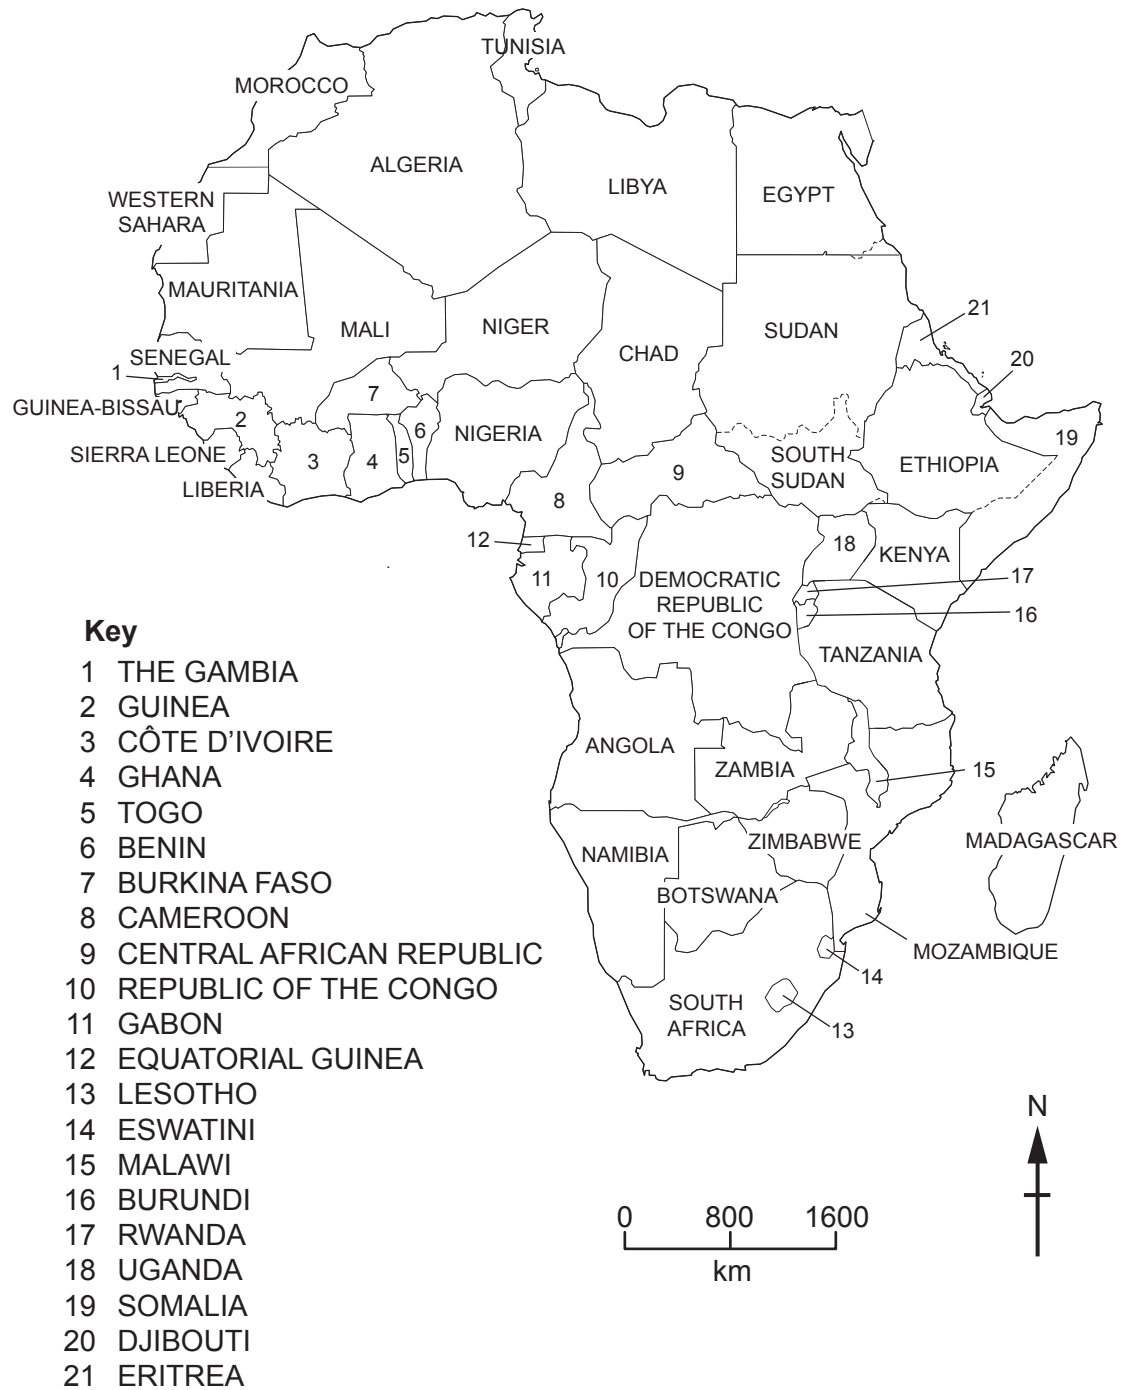 TUNISIA
MOROCCO
ALGERIA
LIBYA
EGYPT
WESTERN
SAHARA
MAURITANIA
MALI
NIGER
CHAD
SUDAN
21
20
SENEGAL
1
GUINEA-BISSAU
2
7
6
NIGERIA
19
SIERRA LEONE
3
4
5
9
SOUTH
SUDAN
ETHIOPIA
LIBERIA
8
12
18
KENYA
11
10
DEMOCRATIC
REPUBLIC
OF THE CONGO
17
16
TANZANIA
ANGOLA
ZAMBIA
15
NAMIBIA
ZIMBABWE
MADAGASCAR
BOTSWANA
MOZAMBIQUE
14
SOUTH
AFRICA
13
Key
1 THE GAMBIA
2 GUINEA
3 CÔTE D’IVOIRE
4 GHANA
5 TOGO
6 BENIN
7 BURKINA FASO
8 CAMEROON
9 CENTRAL AFRICAN REPUBLIC
10 REPUBLIC OF THE CONGO
11 GABON
12 EQUATORIAL GUINEA
13 LESOTHO
14 ESWATINI
15 MALAWI
16 BURUNDI
17 RWANDA
18 UGANDA
19 SOMALIA
20 DJIBOUTI
21 ERITREA
N
0 800 1600
km